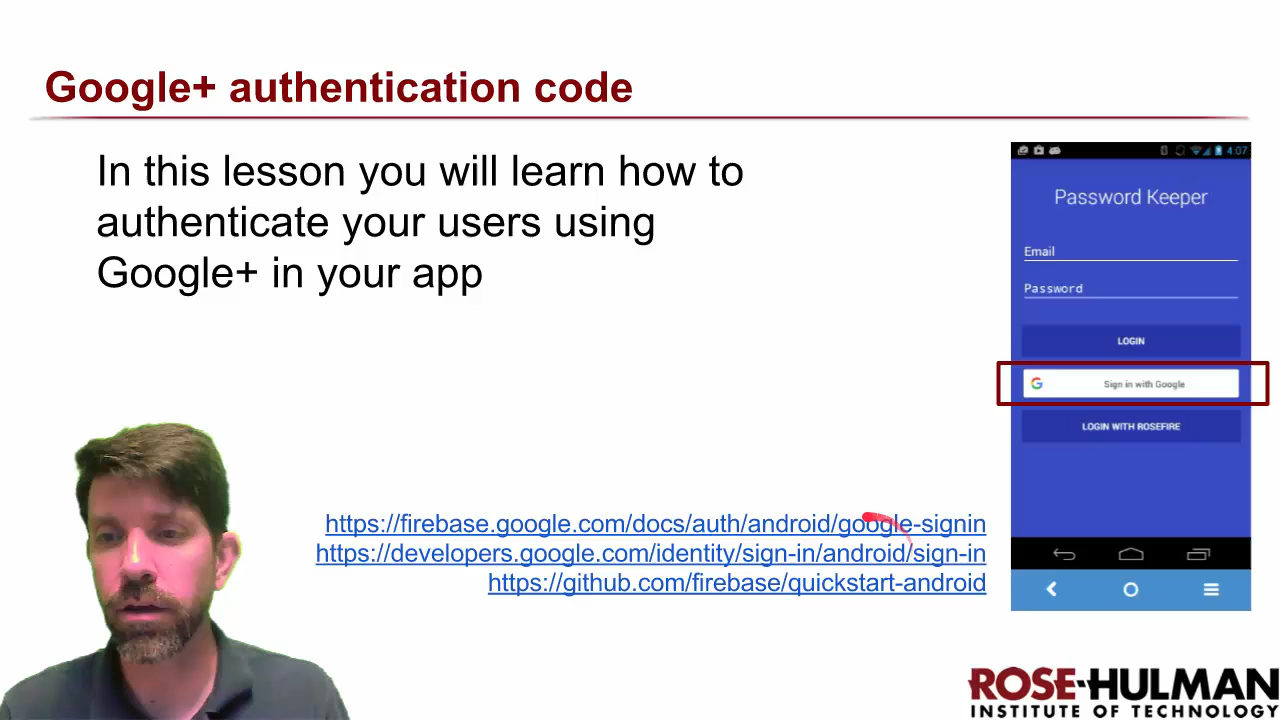 Google+ authentication code
In this lesson you will learn how to
authenticate your users using
Google+ in your app
4:07
Password Keeper
Email
Password
LOGIN
Sign in with Google
LOGIN WITH ROSEFIRE
https://firebase.google.com/docs/auth/android/google-signin
https://developers.google.com/identity/sign-in/android/sign-in
https://github.com/firebase/quickstart-android
ROSE-HULMAN
INSTITUTE OF TECHNOLOGY